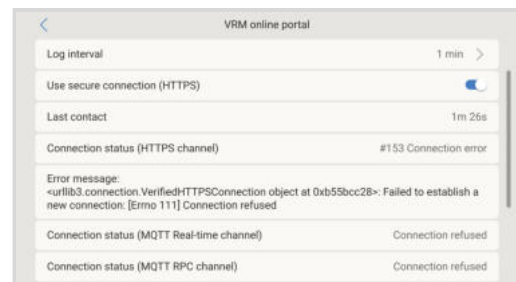 VRM online portal
Log interval 1 min
Use secure connection (HTTPS)
Last contact 1m 26s
Connection status (HTTPS channel) #153 Connection error
Error message:
<urllib3.connection.VerifiedHTTPSConnection object at 0xb55bcc28>: Failed to establish a
new connection: [Errno 111] Connection refused
Connection status (MQTT Real-time channel) Connection refused
Connection status (MQTT RPC channel) Connection refused